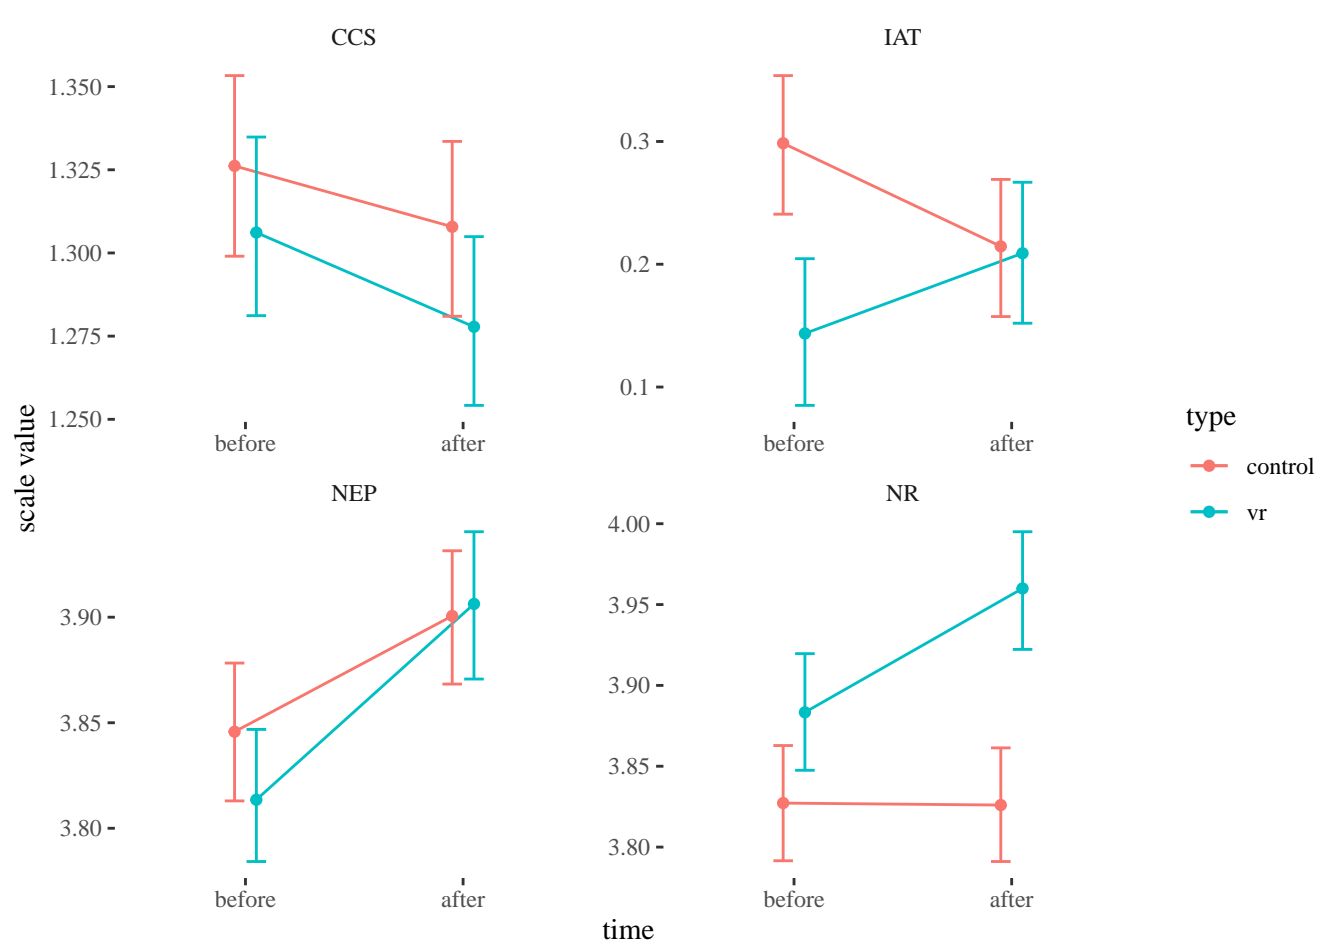 CCS
1.350
1.325
1.300
1.275
1.250
before after
IAT
0.3
0.2
0.1
before after
NEP
3.90
3.85
3.80
before after
NR
4.00
3.95
3.90
3.85
3.80
before after
scale value
time
type
control
vr